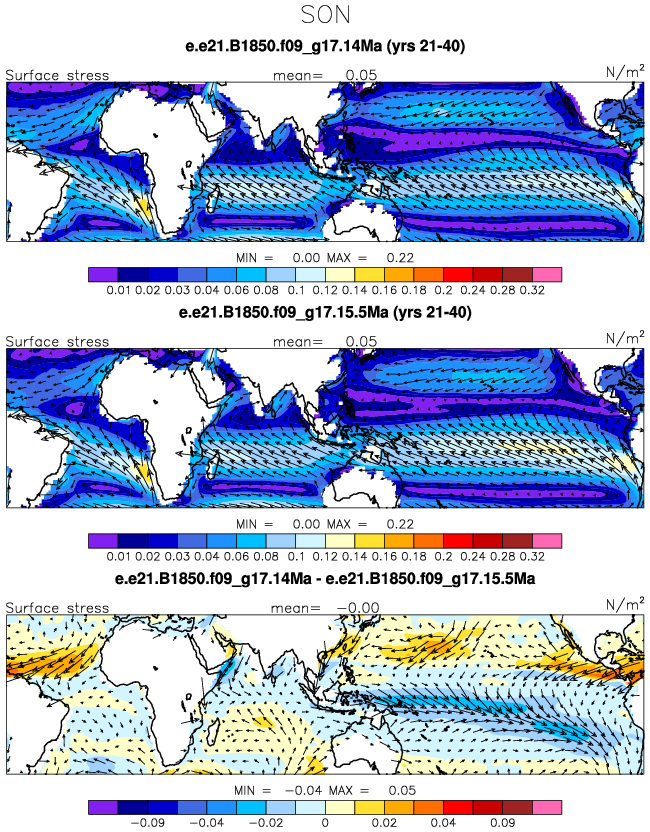 SON
e.e21.B1850.f09_g17.14Ma (yrs 21-40)
Surface stress mean= 0.05 N/m²
MIN = 0.00 MAX = 0.22
0.01 0.02 0.03 0.04 0.06 0.08 0.1 0.12 0.14 0.16 0.18 0.2 0.24 0.28 0.32
e.e21.B1850.f09_g17.15.5Ma (yrs 21-40)
Surface stress mean= 0.05 N/m²
MIN = 0.00 MAX = 0.22
0.01 0.02 0.03 0.04 0.06 0.08 0.1 0.12 0.14 0.16 0.18 0.2 0.24 0.28 0.32
e.e21.B1850.f09_g17.14Ma - e.e21.B1850.f09_g17.15.5Ma
Surface stress mean= -0.00 N/m²
MIN = -0.04 MAX = 0.05
-0.09 -0.04 -0.02 0 0.02 0.04 0.09